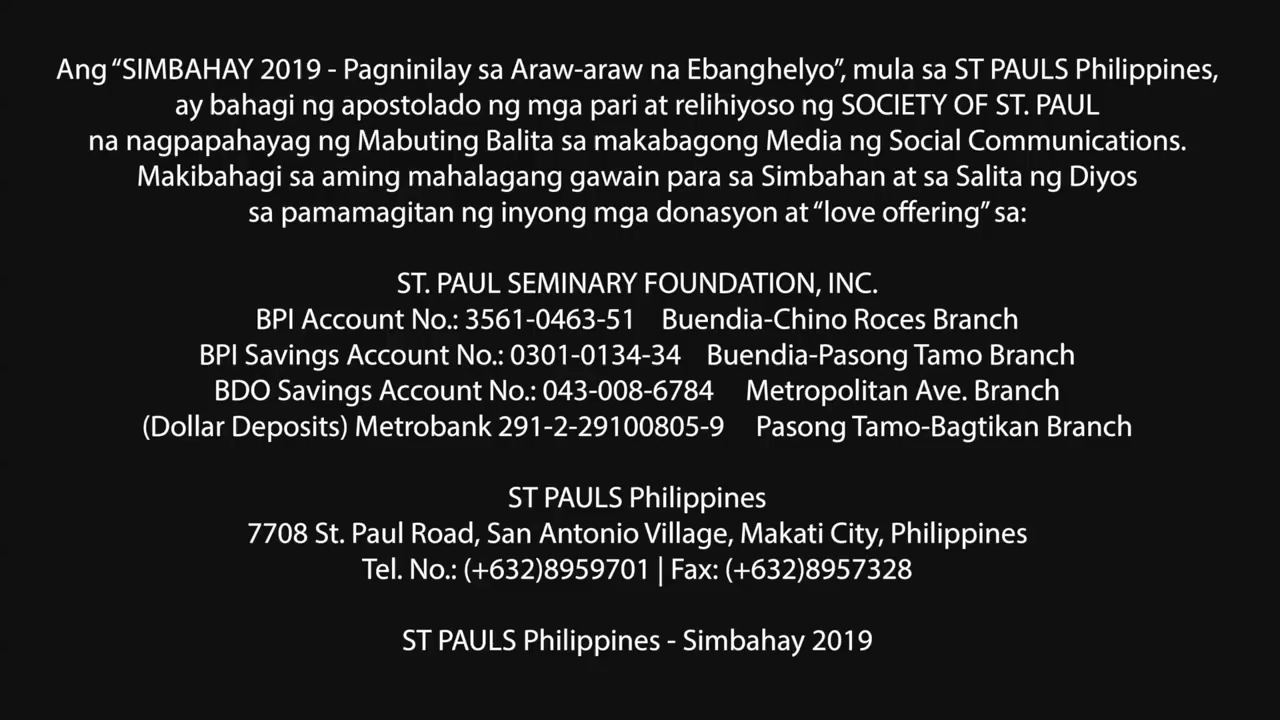 Ang “SIMBAHAY 2019 - Pagninilay sa Araw-araw na Ebanghelyo”, mula sa ST PAULS Philippines,
ay bahagi ng apostolado ng mga pari at relihiyoso ng SOCIETY OF ST. PAUL
na nagpapahayag ng Mabuting Balita sa makabagong Media ng Social Communications.
Makibahagi sa aming mahalagang gawain para sa Simbahan at sa Salita ng Diyos
sa pamamagitan ng inyong mga donasyon at “love offering” sa:
ST. PAUL SEMINARY FOUNDATION, INC.
BPI Account No.: 3561-0463-51 Buendia-Chino Roces Branch
BPI Savings Account No.: 0301-0134-34 Buendia-Pasong Tamo Branch
BDO Savings Account No.: 043-008-6784 Metropolitan Ave. Branch
(Dollar Deposits) Metrobank 291-2-29100805-9 Pasong Tamo-Bagtikan Branch
ST PAULS Philippines
7708 St. Paul Road, San Antonio Village, Makati City, Philippines
Tel. No.: (+632)8959701 | Fax: (+632)8957328
ST PAULS Philippines - Simbahay 2019